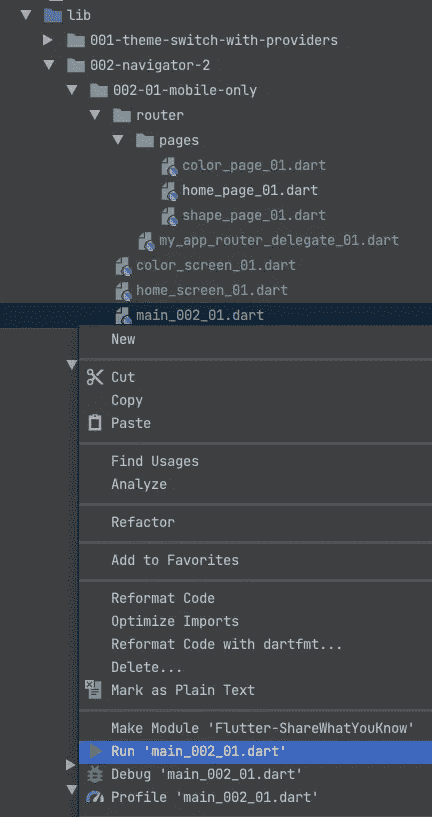 lib
001-theme-switch-with-providers
002-navigator-2
002-01-mobile-only
router
pages
color_page_01.dart
home_page_01.dart
shape_page_01.dart
my_app_router_delegate_01.dart
color_screen_01.dart
home_screen_01.dart
main_002_01.dart
New
Cut
Copy
Paste
Find Usages
Analyze
Refactor
Add to Favorites
Reformat Code
Optimize Imports
Reformat Code with dartfmt...
Delete...
Mark as Plain Text
Make Module 'Flutter-ShareWhatYouKnow'
Run 'main_002_01.dart'
Debug 'main_002_01.dart'
Profile 'main_002_01.dart'